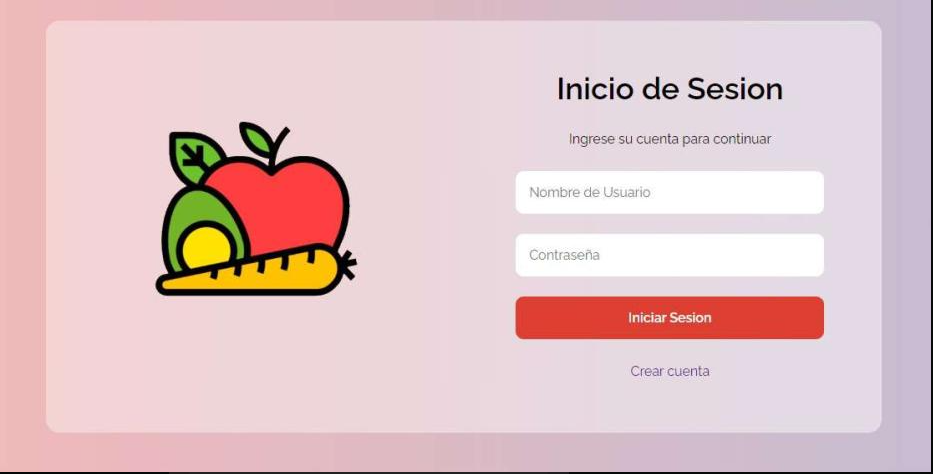 Inicio de Sesion
Ingrese su cuenta para continuar
Nombre de Usuario
Contraseña
Iniciar Sesion
Crear cuenta